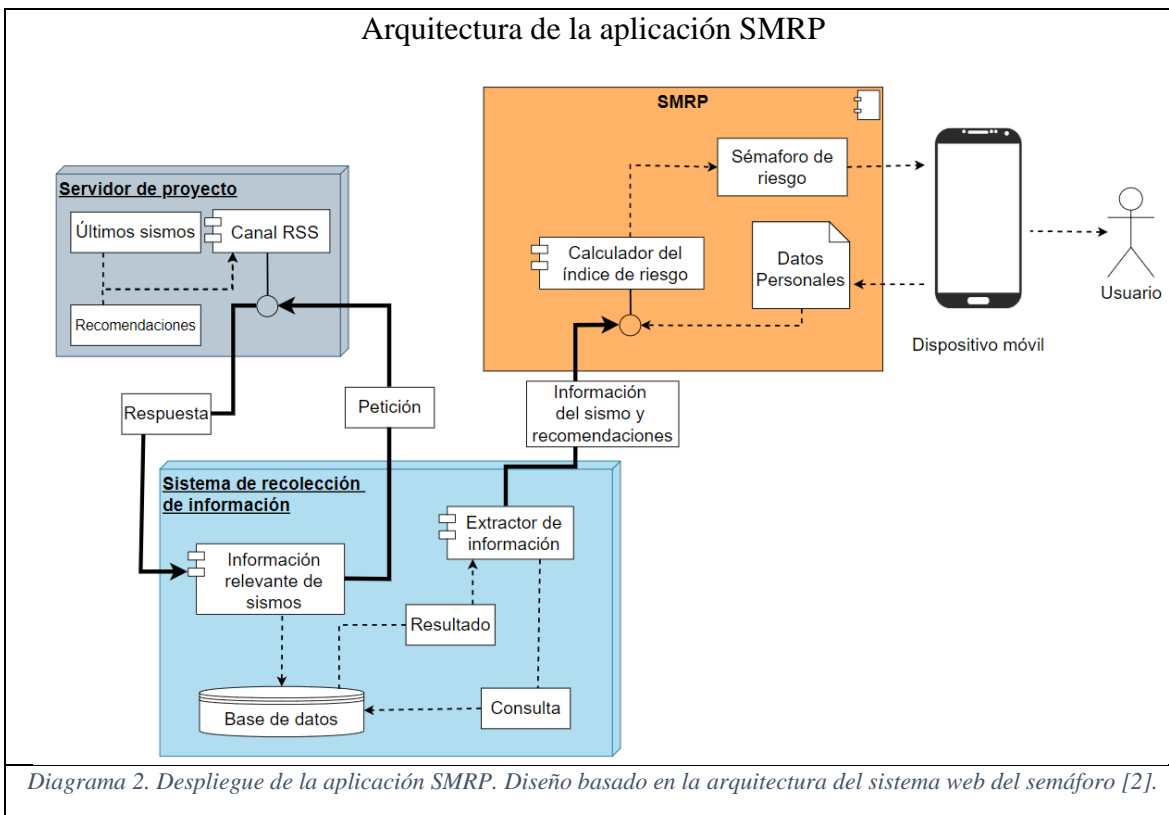 Arquitectura de la aplicación SMRP
SMRP
Sémaforo de
riesgo
Servidor de proyecto
Últimos sismos
Canal RSS
Calculador del
índice de riesgo
Datos
Personales
Recomendaciones
Usuario
Dispositivo móvil
Respuesta
Petición
Información
del sismo y
recomendaciones
Sistema de recolección
de información
Extractor de
información
Información
relevante de
sismos
Resultado
Consulta
Base de datos
Diagrama 2. Despliegue de la aplicación SMRP. Diseño basado en la arquitectura del sistema web del semáforo [2].